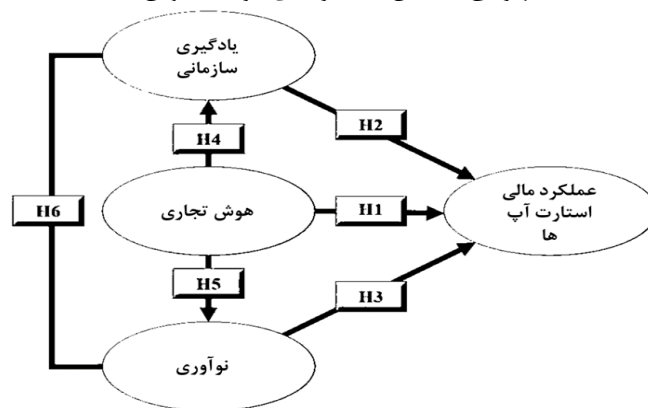 یادگیری
سازمانی
H2
H4
عملکرد مالی
استارت آپ
ها
H1
هوش تجاری
H6
H5
H3
نوآوری